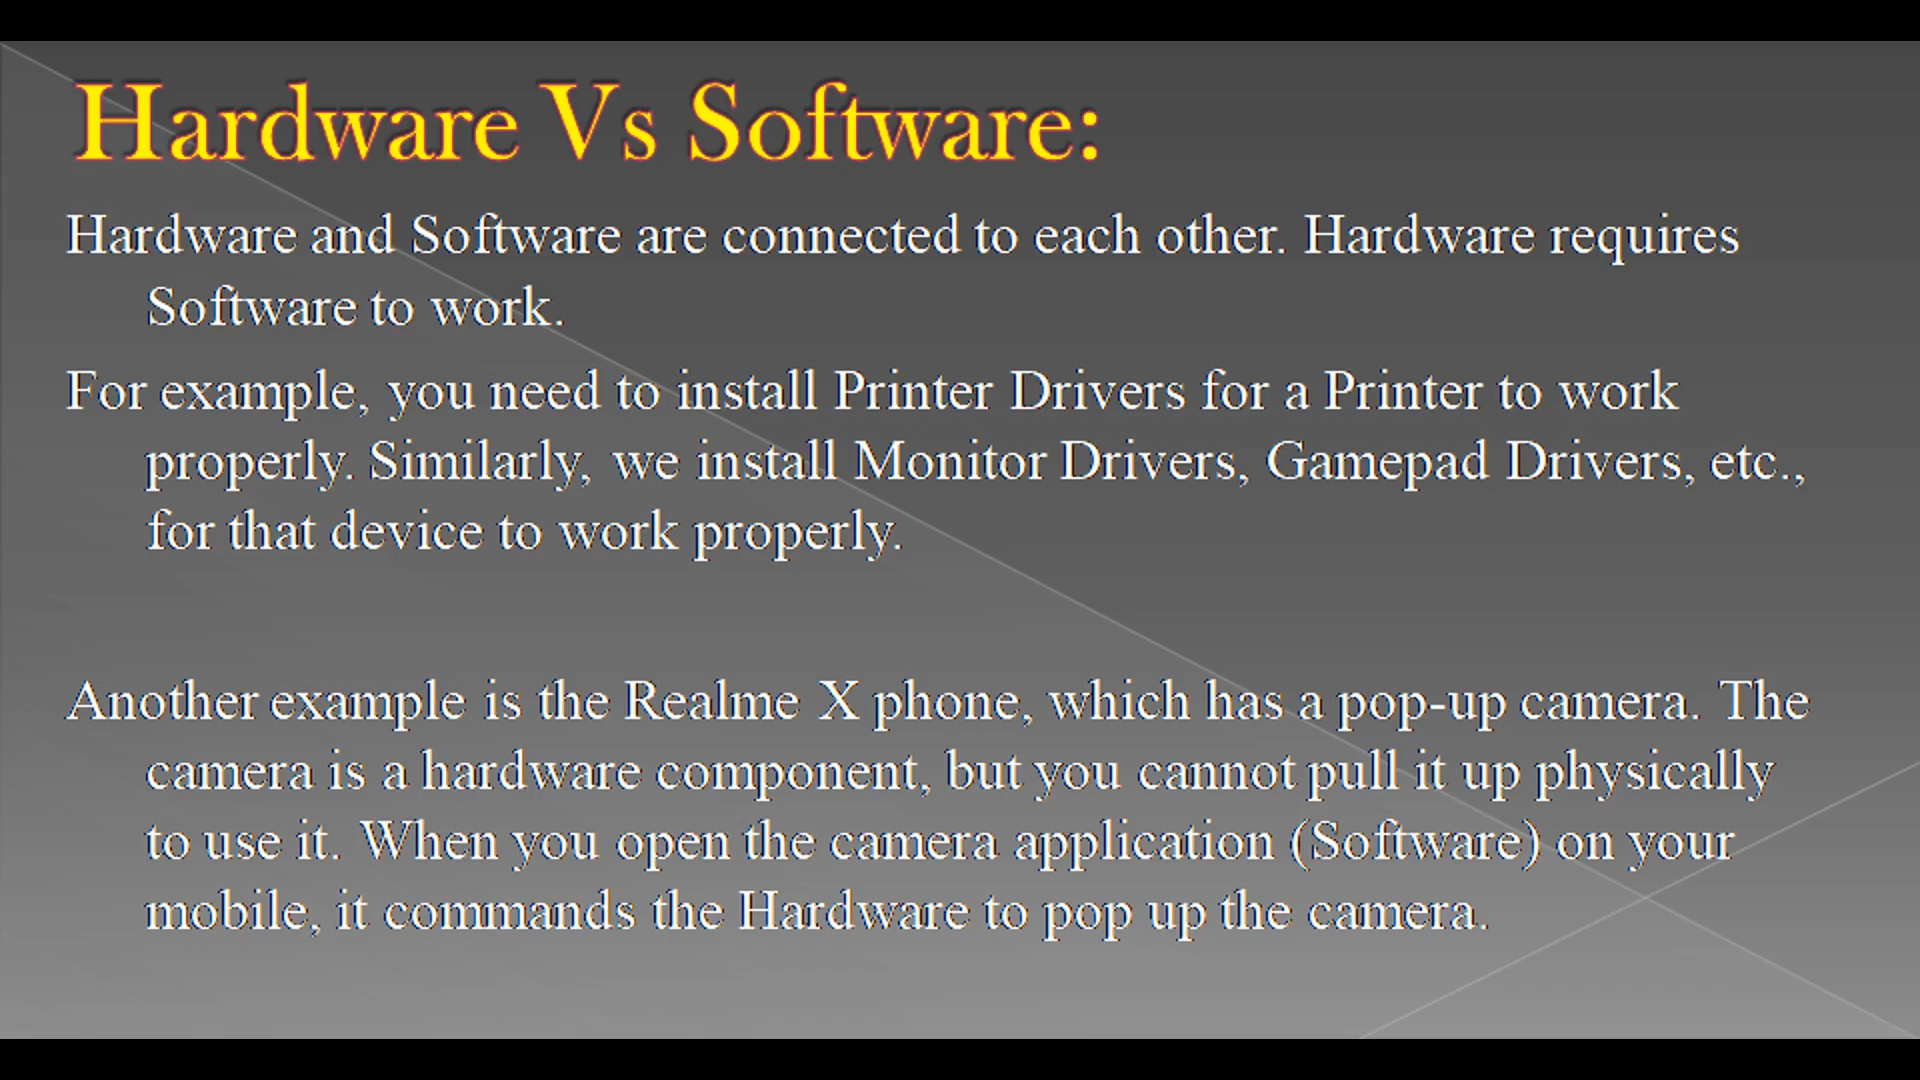 Hardware Vs Software:
Hardware and Software are connected to each other. Hardware requires
Software to work.
For example, you need to install Printer Drivers for a Printer to work
properly. Similarly, we install Monitor Drivers, Gamepad Drivers, etc.,
for that device to work properly.
Another example is the Realme X phone, which has a pop-up camera. The
camera is a hardware component, but you cannot pull it up physically
to use it. When you open the camera application (Software) on your
mobile, it commands the Hardware to pop up the camera.